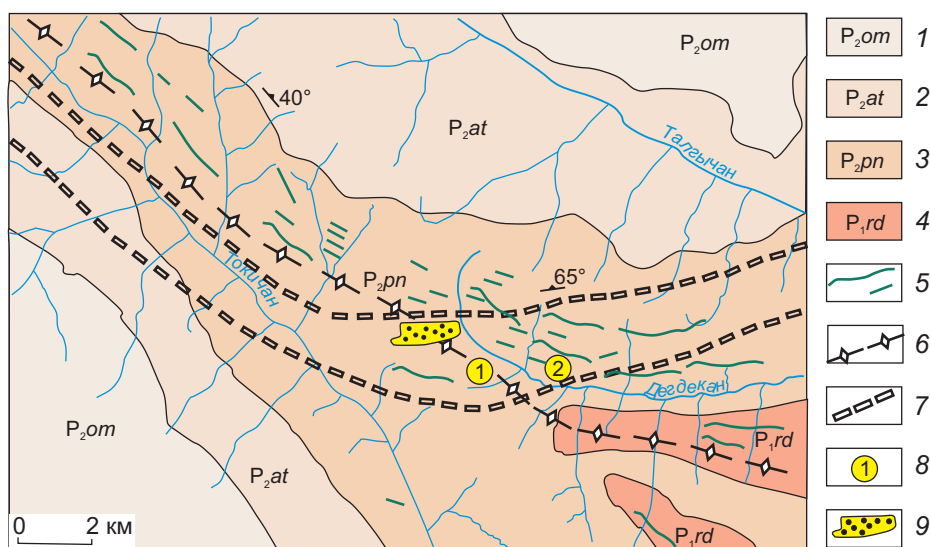 P₂om
40°
P₂at
Талгычан
P₂pn
65°
Токичан
1
2
Дегдекан
P₂om
P₁rd
P₂at
P₁rd
0 2 км
P₂om 1
P₂at 2
P₂pn 3
P₁rd 4
5
6
7
1 8
9